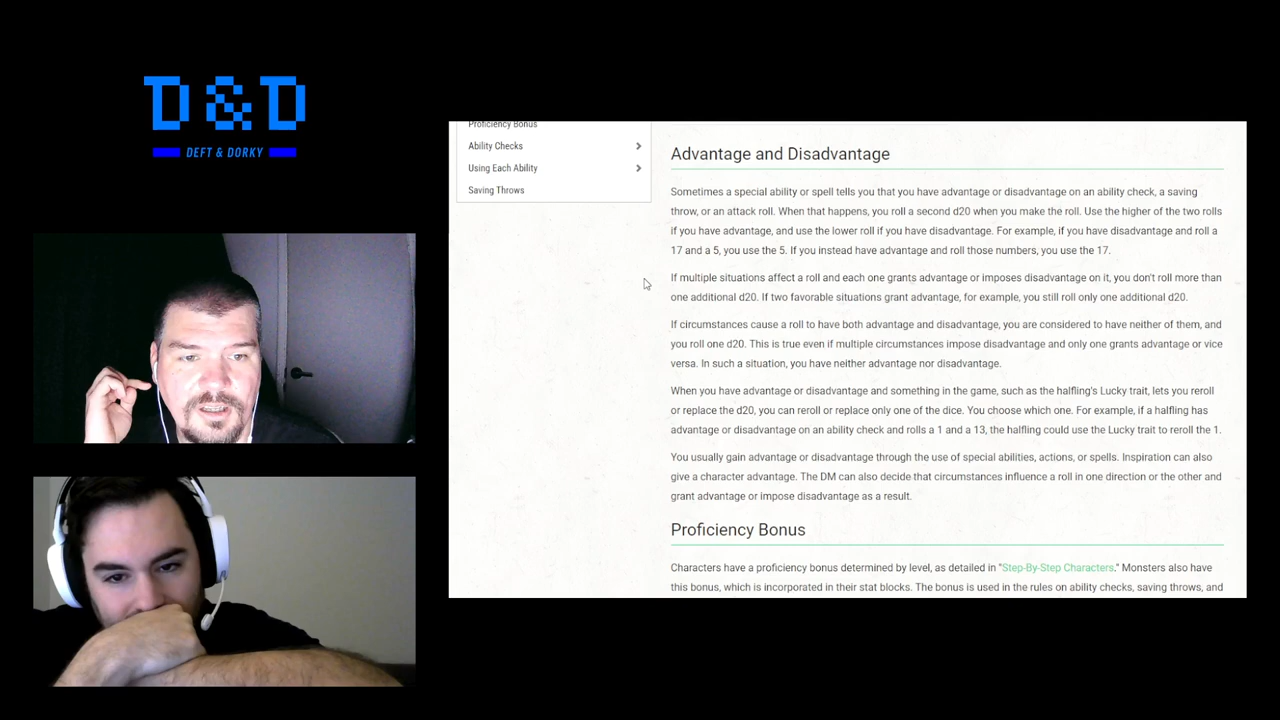 D & D
DEFT & DORKY
Proficiency Bonus
Ability Checks
Using Each Ability
Saving Throws
Advantage and Disadvantage
Sometimes a special ability or spell tells you that you have advantage or disadvantage on an ability check, a saving
throw, or an attack roll. When that happens, you roll a second d20 when you make the roll. Use the higher of the two rolls
if you have advantage, and use the lower roll if you have disadvantage. For example, if you have disadvantage and roll a
17 and a 5, you use the 5. If you instead have advantage and roll those numbers, you use the 17.
If multiple situations affect a roll and each one grants advantage or imposes disadvantage on it, you don't roll more than
one additional d20. If two favorable situations grant advantage, for example, you still roll only one additional d20.
If circumstances cause a roll to have both advantage and disadvantage, you are considered to have neither of them, and
you roll one d20. This is true even if multiple circumstances impose disadvantage and only one grants advantage or vice
versa. In such a situation, you have neither advantage nor disadvantage.
When you have advantage or disadvantage and something in the game, such as the halfling's Lucky trait, lets you reroll
or replace the d20, you can reroll or replace only one of the dice. You choose which one. For example, if a halfling has
advantage or disadvantage on an ability check and rolls a 1 and a 13, the halfling could use the Lucky trait to reroll the 1.
You usually gain advantage or disadvantage through the use of special abilities, actions, or spells. Inspiration can also
give a character advantage. The DM can also decide that circumstances influence a roll in one direction or the other and
grant advantage or impose disadvantage as a result.
Proficiency Bonus
Characters have a proficiency bonus determined by level, as detailed in "Step-By-Step Characters." Monsters also have
this bonus, which is incorporated in their stat blocks. The bonus is used in the rules on ability checks, saving throws, and